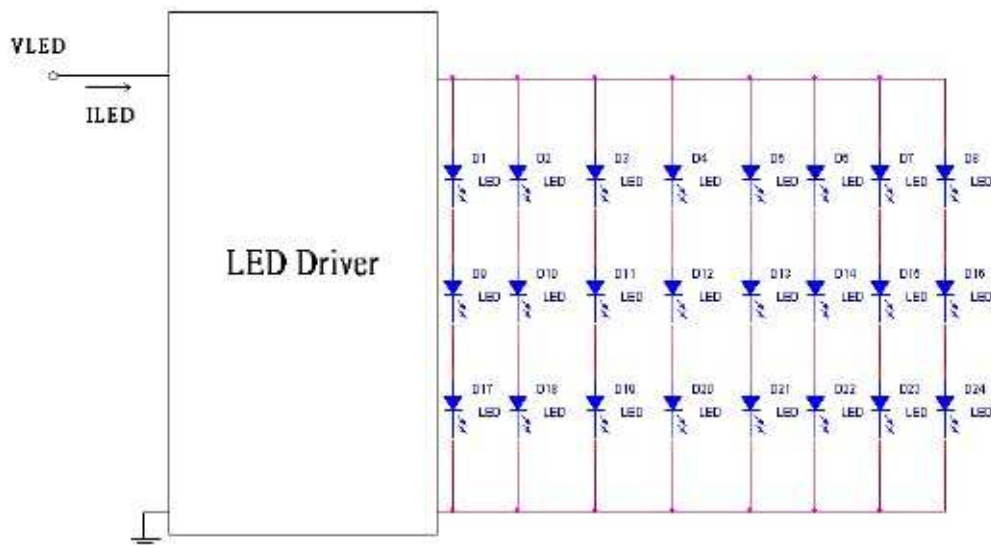 VLED
ILED
LED Driver
D1 D2 D3 D4 D5 D6 D7 D8
LED LED LED LED LED LED LED LED
D9 D10 D11 D12 D13 D14 D15 D16
LED LED LED LED LED LED LED LED
D17 D18 D19 D20 D21 D22 D23 D24
LED LED LED LED LED LED LED LED